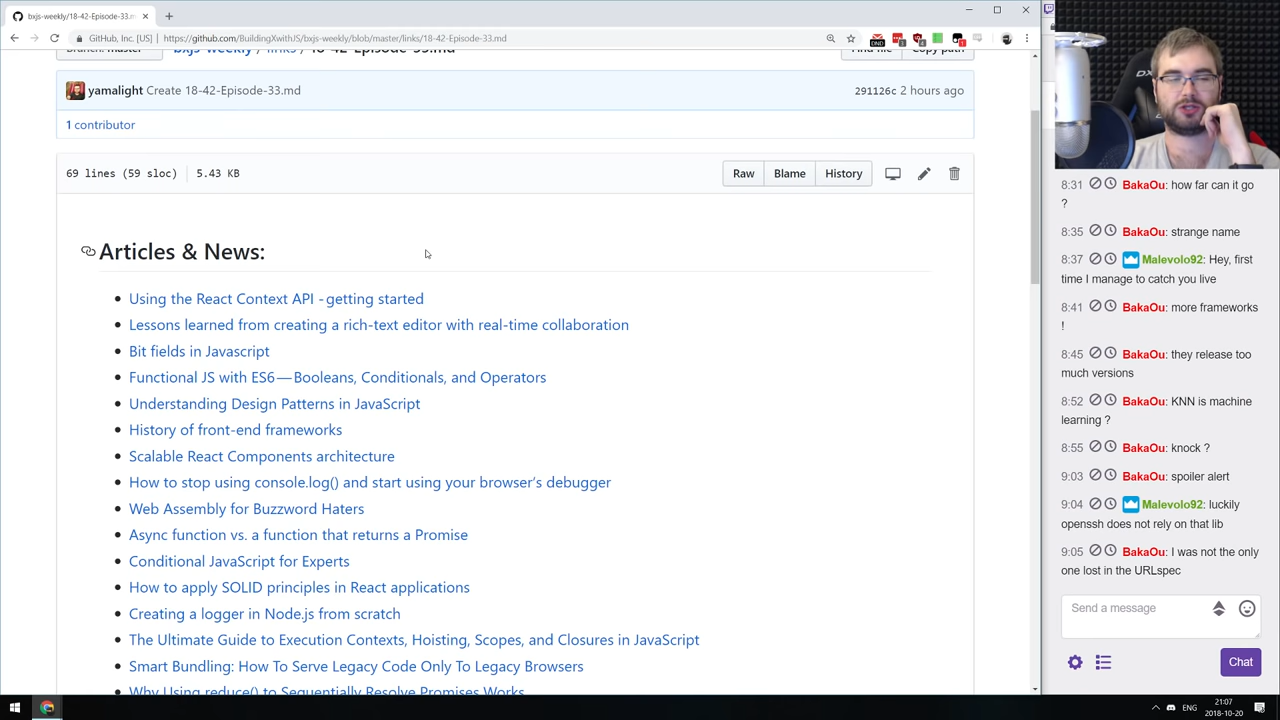 bxjs-weekly/18-42-Episode-33.m
GitHub, Inc. [US]
https://github.com/BuildingXwithJS/bxjs-weekly/blob/master/links/18-42-Episode-33.md
yamalight Create 18-42-Episode-33.md
291126c 2 hours ago
1 contributor
69 lines (59 sloc)
5.43 KB
Raw
Blame
History
Articles & News:
Using the React Context API - getting started
Lessons learned from creating a rich-text editor with real-time collaboration
Bit fields in Javascript
Functional JS with ES6 — Booleans, Conditionals, and Operators
Understanding Design Patterns in JavaScript
History of front-end frameworks
Scalable React Components architecture
How to stop using console.log() and start using your browser’s debugger
Web Assembly for Buzzword Haters
Async function vs. a function that returns a Promise
Conditional JavaScript for Experts
How to apply SOLID principles in React applications
Creating a logger in Node.js from scratch
The Ultimate Guide to Execution Contexts, Hoisting, Scopes, and Closures in JavaScript
Smart Bundling: How To Serve Legacy Code Only To Legacy Browsers
Why Using reduce() to Sequentially Resolve Promises Works
8:31 BakaOu: how far can it go
?
8:35 BakaOu: strange name
8:37 Malevolo92: Hey, first
time I manage to catch you live
8:41 BakaOu: more frameworks
!
8:45 BakaOu: they release too
much versions
8:52 BakaOu: KNN is machine
learning ?
8:55 BakaOu: knock ?
9:03 BakaOu: spoiler alert
9:04 Malevolo92: luckily
openssh does not rely on that lib
9:05 BakaOu: I was not the only
one lost in the URLspec
Send a message
Chat
ENG
21:07
2018-10-20